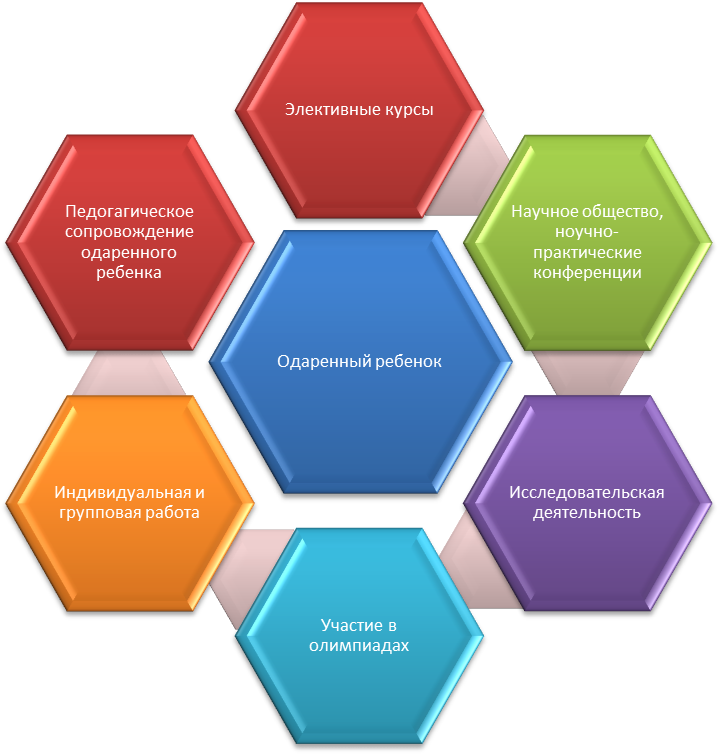 Элективные курсы
Педогагическое
сопровождение
одаренного
ребенка
Научное общество,
ноучно-
практические
конференции
Одаренный ребенок
Индивидуальная и
групповая работа
Исследовательская
деятельность
Участие в
олимпиадах